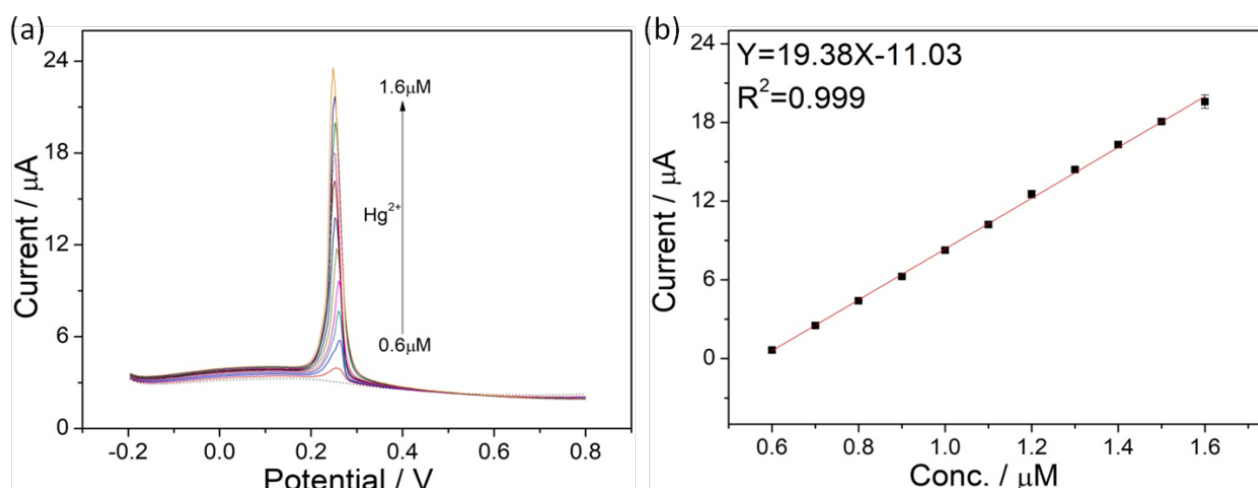 (a)
24
18
12
6
0
Current / μA
1.6μM
Hg²⁺
0.6μM
-0.2 0.0 0.2 0.4 0.6 0.8
Potential / V
(b)
Y=19.38X-11.03
R²=0.999
24
18
12
6
0
Current / μA
0.6 0.8 1.0 1.2 1.4 1.6
Conc. / μM